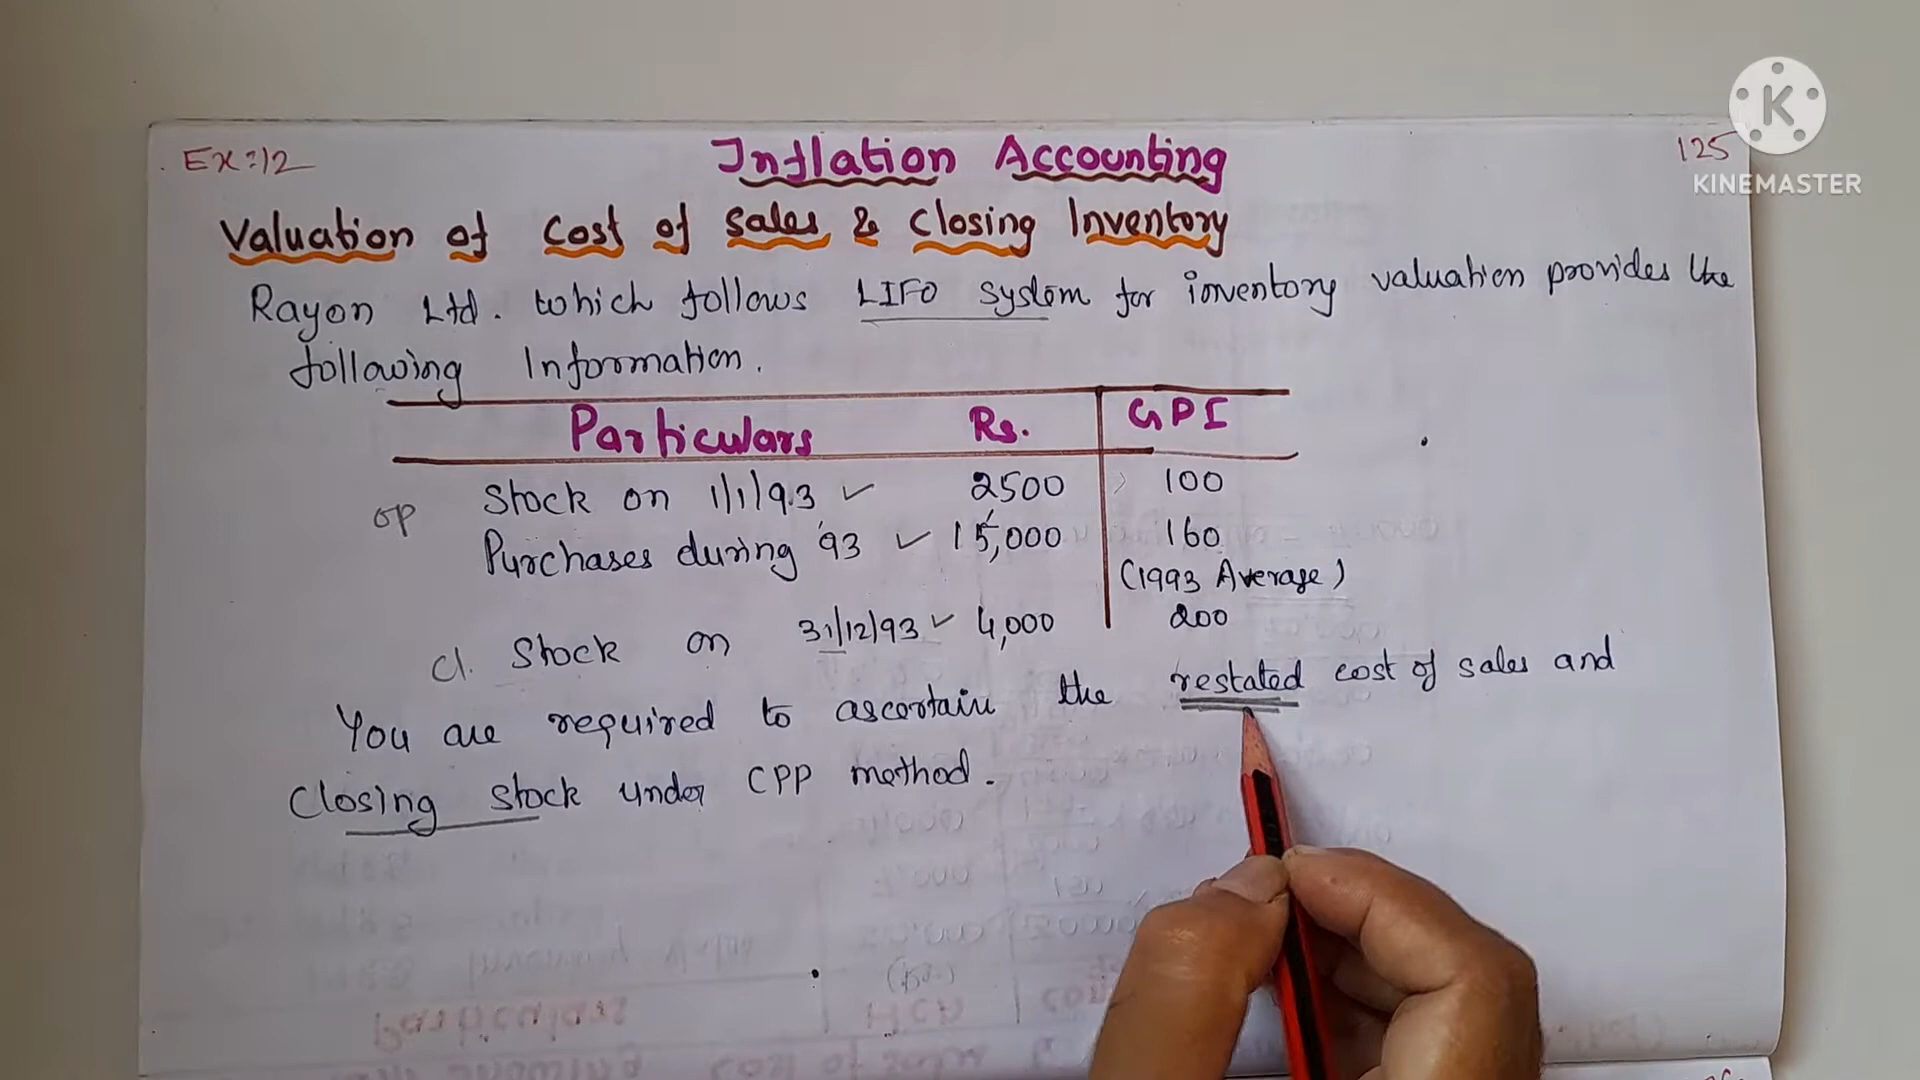 Ex:12
Inflation Accounting
125
K
KINEMASTER
Valuation of Cost of Sales & Closing Inventory
Rayon Ltd. which follows LIFO system for inventory valuation provides the
following Information.
Particulars Rs. GPI
op Stock on 1/1/93 ✓ 2500 100
Purchases during '93 ✓ 15,000 160
(1993 Average)
Cl. Stock on 31/12/93 ✓ 4,000 200
You are required to ascertain the restated cost of sales and
Closing stock under CPP method.